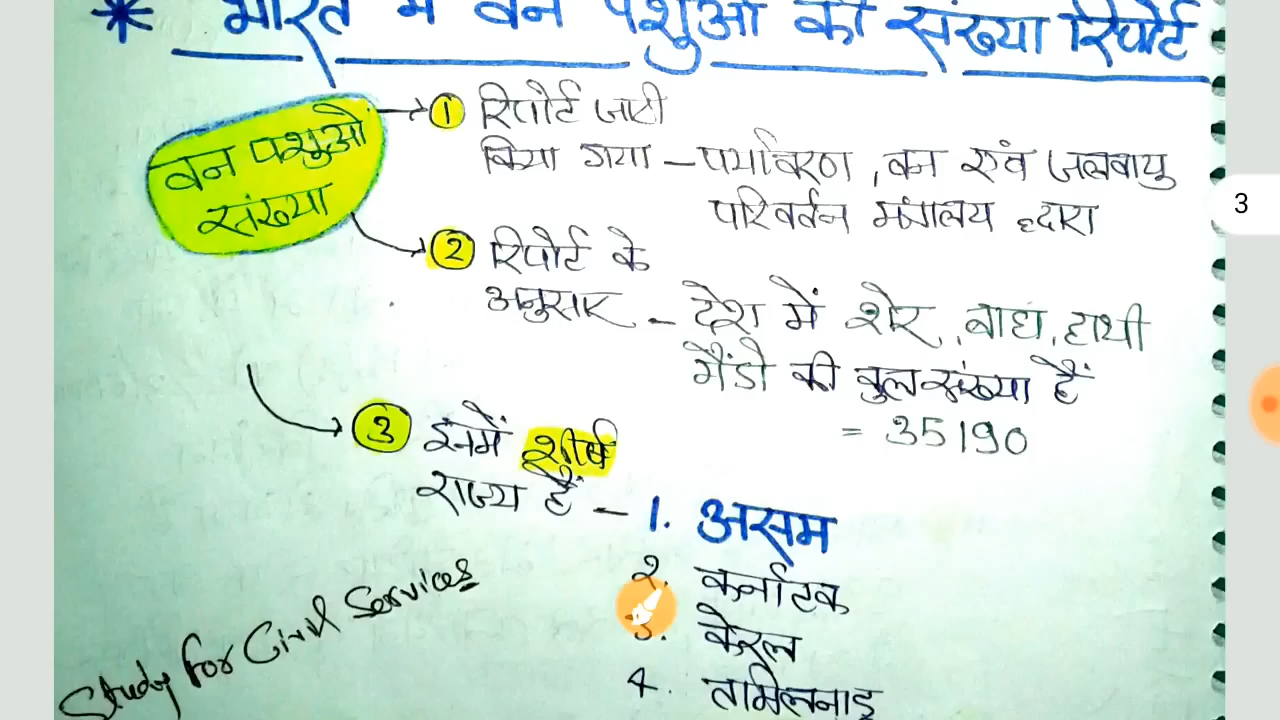 * भारत में वन पशुओं की संख्या रिपोर्ट
वन पशुओ
संख्या
1 रिपोर्ट जारी
किया गया - पर्यावरण, वन एवं जलवायु
परिवर्तन मंत्रालय द्दारा
2 रिपोर्ट के
अनुसार - देश में शेर, बाघ, हाथी
गैंडो की कुल संख्या हैं
= 35190
3 इनमें शीर्ष
राज्य हैं - 1. असम
2. कर्नाटक
3. केरल
4. तामिलनाडू
Study For Civil Services
3